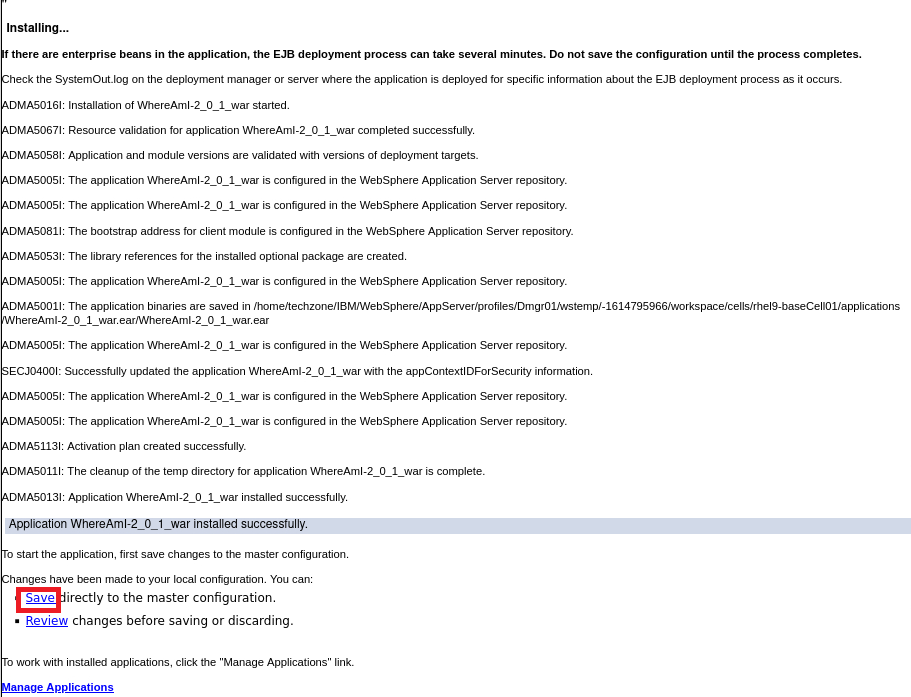 Installing...
If there are enterprise beans in the application, the EJB deployment process can take several minutes. Do not save the configuration until the process completes.
Check the SystemOut.log on the deployment manager or server where the application is deployed for specific information about the EJB deployment process as it occurs.
ADMA5016I: Installation of WhereAmI-2_0_1_war started.
ADMA5067I: Resource validation for application WhereAmI-2_0_1_war completed successfully.
ADMA5058I: Application and module versions are validated with versions of deployment targets.
ADMA5005I: The application WhereAmI-2_0_1_war is configured in the WebSphere Application Server repository.
ADMA5005I: The application WhereAmI-2_0_1_war is configured in the WebSphere Application Server repository.
ADMA5081I: The bootstrap address for client module is configured in the WebSphere Application Server repository.
ADMA5053I: The library references for the installed optional package are created.
ADMA5005I: The application WhereAmI-2_0_1_war is configured in the WebSphere Application Server repository.
ADMA5001I: The application binaries are saved in /home/techzone/IBM/WebSphere/AppServer/profiles/Dmgr01/wstemp/-1614795966/workspace/cells/rhel9-baseCell01/applications
/WhereAmI-2_0_1_war.ear/WhereAmI-2_0_1_war.ear
ADMA5005I: The application WhereAmI-2_0_1_war is configured in the WebSphere Application Server repository.
SECJ0400I: Successfully updated the application WhereAmI-2_0_1_war with the appContextIDForSecurity information.
ADMA5005I: The application WhereAmI-2_0_1_war is configured in the WebSphere Application Server repository.
ADMA5005I: The application WhereAmI-2_0_1_war is configured in the WebSphere Application Server repository.
ADMA5113I: Activation plan created successfully.
ADMA5011I: The cleanup of the temp directory for application WhereAmI-2_0_1_war is complete.
ADMA5013I: Application WhereAmI-2_0_1_war installed successfully.
Application WhereAmI-2_0_1_war installed successfully.
To start the application, first save changes to the master configuration.
Changes have been made to your local configuration. You can:
Save directly to the master configuration.
Review changes before saving or discarding.
To work with installed applications, click the "Manage Applications" link.
Manage Applications